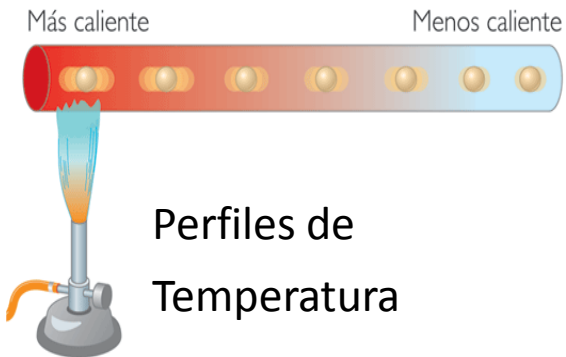 Más caliente
Menos caliente
Perfiles de
Temperatura